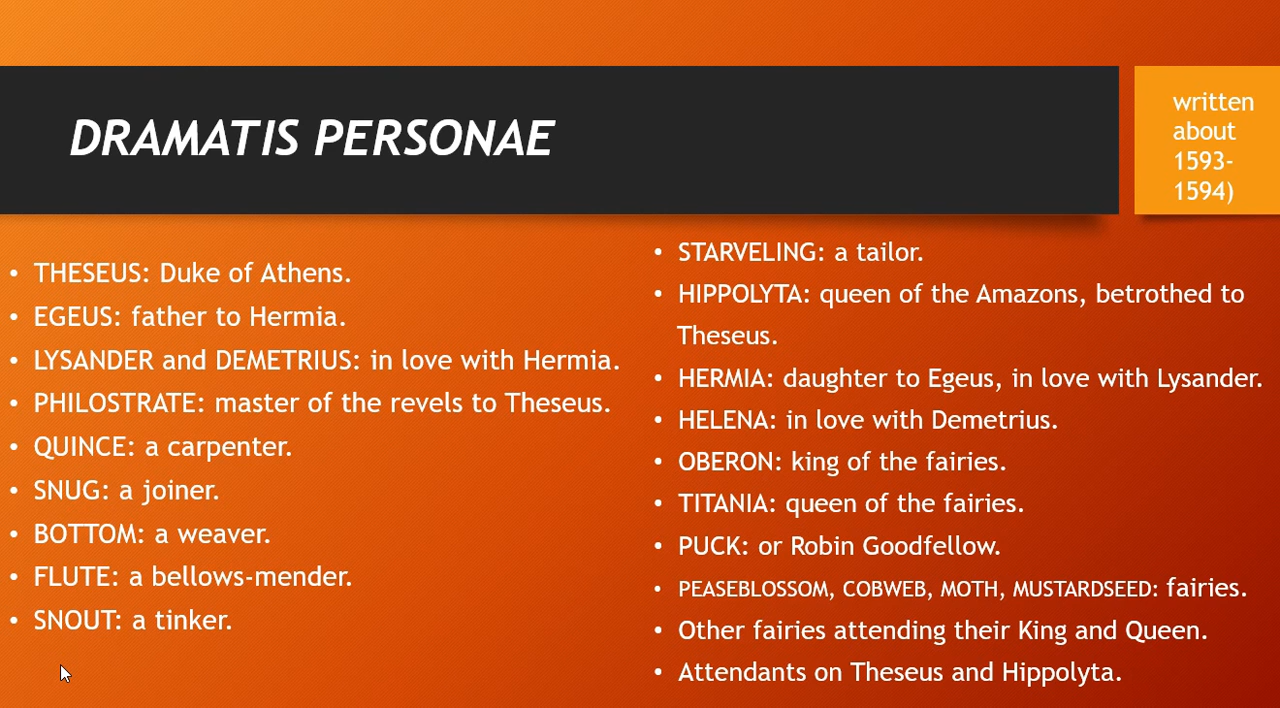 DRAMATIS PERSONAE
written
about
1593-
1594)
• THESEUS: Duke of Athens.
• EGEUS: father to Hermia.
• LYSANDER and DEMETRIUS: in love with Hermia.
• PHILOSTRATE: master of the revels to Theseus.
• QUINCE: a carpenter.
• SNUG: a joiner.
• BOTTOM: a weaver.
• FLUTE: a bellows-mender.
• SNOUT: a tinker.
• STARVELING: a tailor.
• HIPPOLYTA: queen of the Amazons, betrothed to
Theseus.
• HERMIA: daughter to Egeus, in love with Lysander.
• HELENA: in love with Demetrius.
• OBERON: king of the fairies.
• TITANIA: queen of the fairies.
• PUCK: or Robin Goodfellow.
• PEASEBLOSSOM, COBWEB, MOTH, MUSTARDSEED: fairies.
• Other fairies attending their King and Queen.
• Attendants on Theseus and Hippolyta.